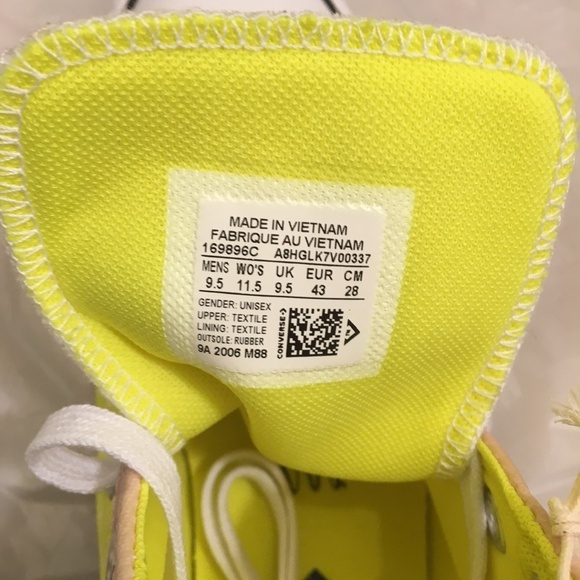 MADE IN VIETNAM
FABRIQUE AU VIETNAM
169896C A8HGLK7V00337
MENS WO'S UK EUR CM
9.5 11.5 9.5 43 28
GENDER: UNISEX
UPPER: TEXTILE
LINING: TEXTILE
OUTSOLE: RUBBER
9A 2006 M88
CONVERSE